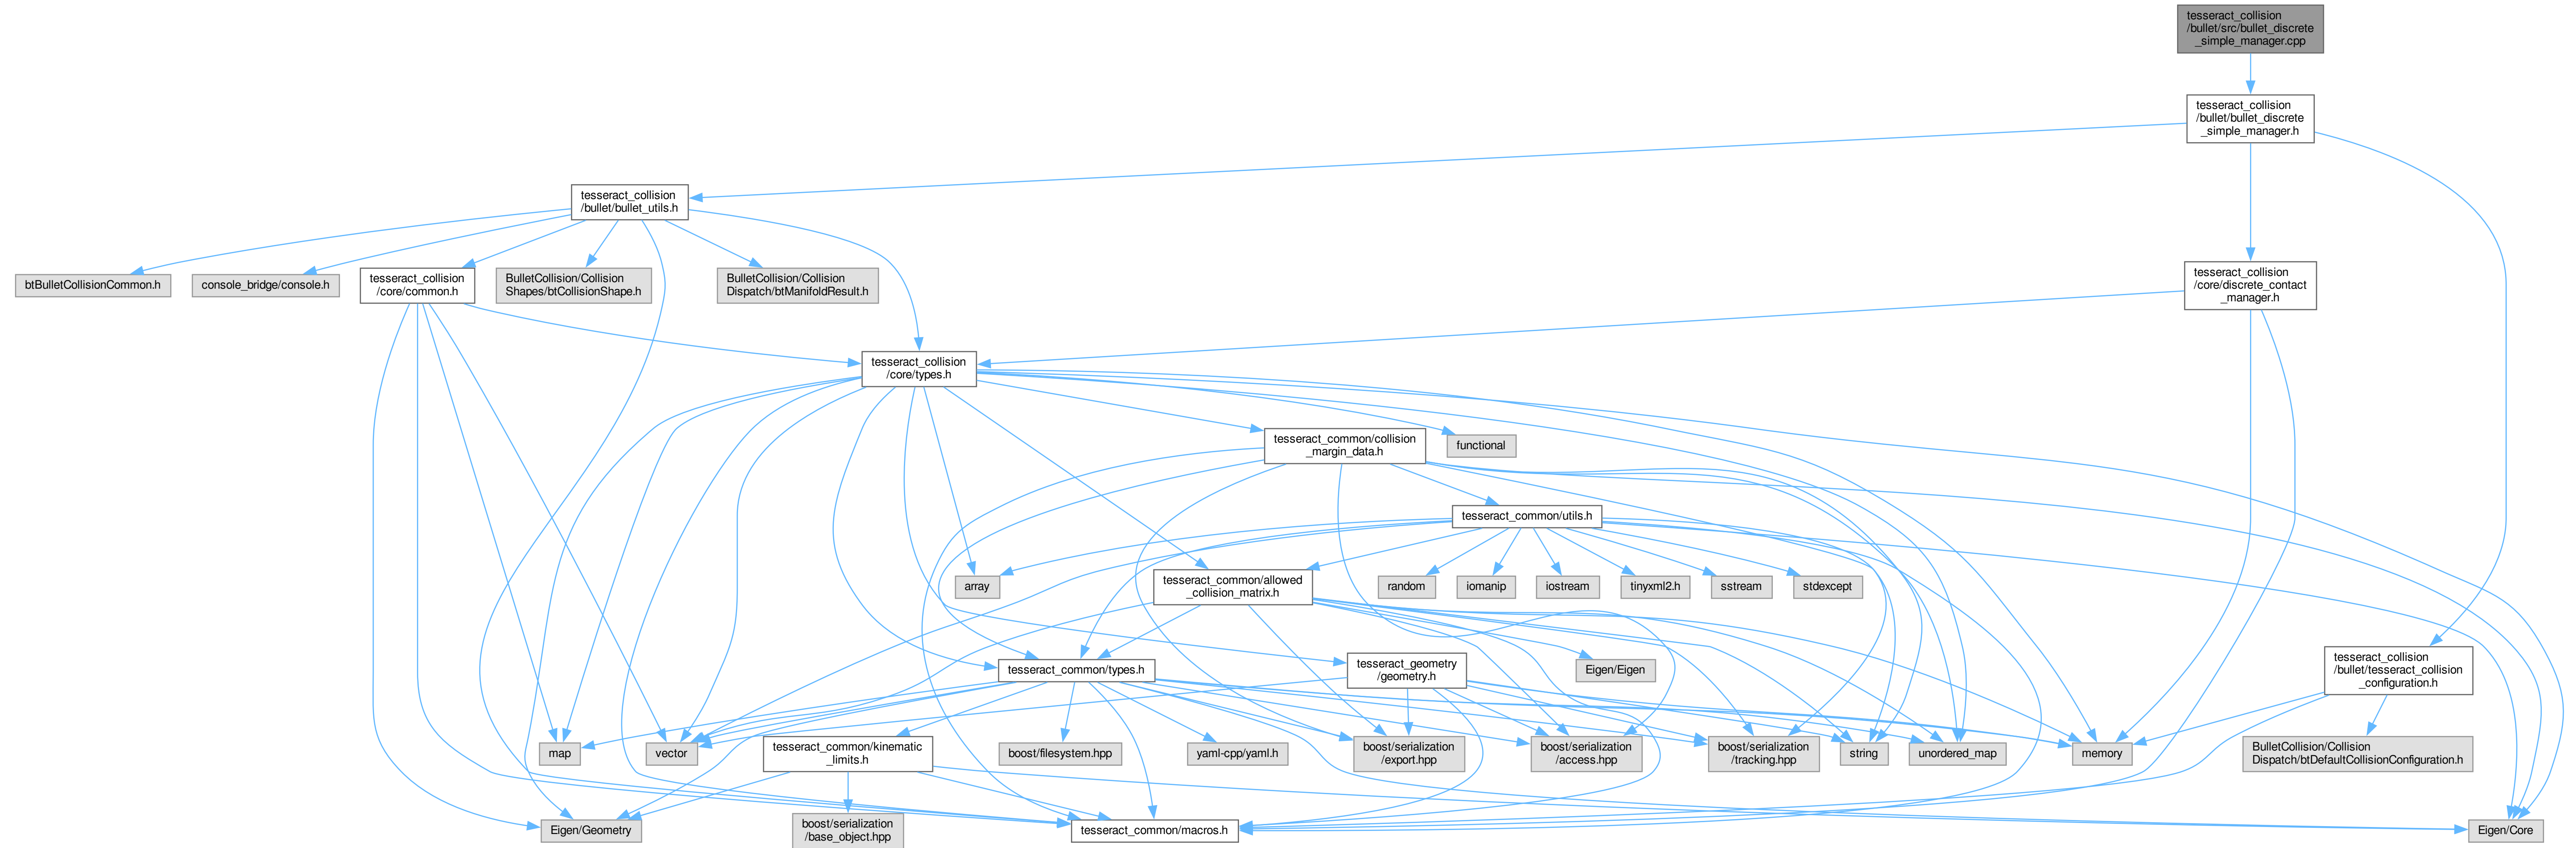 tesseract_collision
/bullet/src/bullet_discrete
_simple_manager.cpp
tesseract_collision
/bullet/bullet_discrete
_simple_manager.h
tesseract_collision
/bullet/bullet_utils.h
btBulletCollisionCommon.h
console_bridge/console.h
tesseract_collision
/core/common.h
BulletCollision/Collision
Shapes/btCollisionShape.h
BulletCollision/Collision
Dispatch/btManifoldResult.h
tesseract_collision
/core/discrete_contact
_manager.h
tesseract_collision
/core/types.h
tesseract_common/collision
_margin_data.h
functional
tesseract_common/utils.h
array
tesseract_common/allowed
_collision_matrix.h
random
iomanip
iostream
tinyxml2.h
sstream
stdexcept
tesseract_common/types.h
tesseract_geometry
/geometry.h
Eigen/Eigen
tesseract_collision
/bullet/tesseract_collision
_configuration.h
map
vector
tesseract_common/kinematic
_limits.h
boost/filesystem.hpp
yaml-cpp/yaml.h
boost/serialization
/export.hpp
boost/serialization
/access.hpp
boost/serialization
/tracking.hpp
string
unordered_map
memory
BulletCollision/Collision
Dispatch/btDefaultCollisionConfiguration.h
Eigen/Geometry
boost/serialization
/base_object.hpp
tesseract_common/macros.h
Eigen/Core